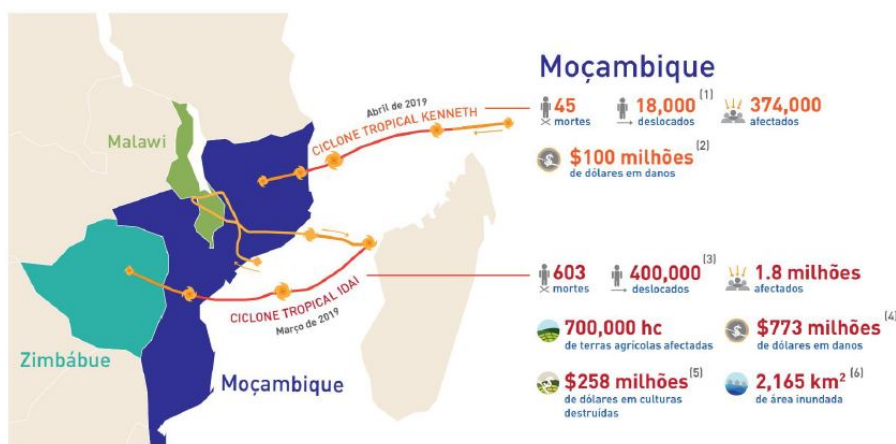 Moçambique
Abril de 2019
CICLONE TROPICAL KENNETH
45
mortes
18,000 (1)
deslocados
374,000
afectados
$100 milhões (2)
de dólares em danos
Malawi
603
mortes
400,000 (3)
deslocados
1.8 milhões
afectados
CICLONE TROPICAL IDAI
Março de 2019
700,000 hc
de terras agrícolas afectadas
$773 milhões (4)
de dólares em danos
Zimbábue
Moçambique
$258 milhões (5)
de dólares em culturas
destruídas
2,165 km² (6)
de área inundada